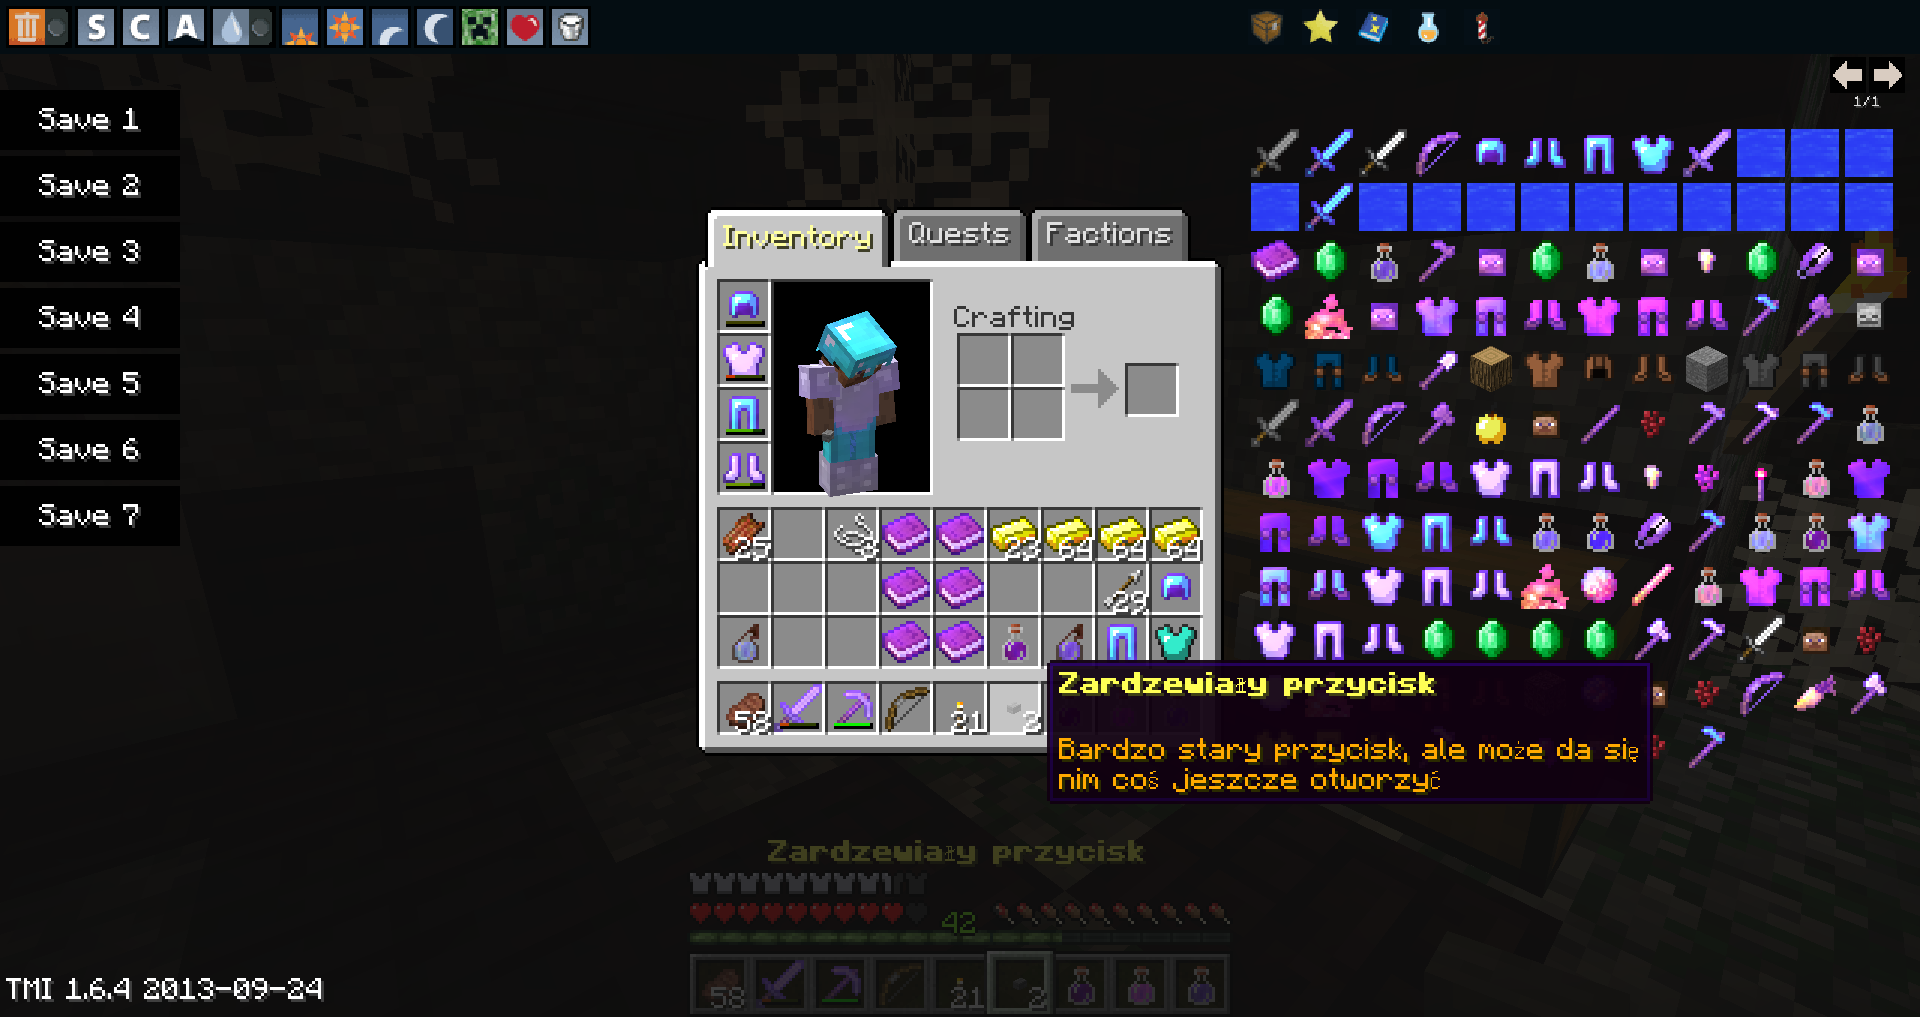 S C A
1/1
Save 1
Save 2
Save 3
Save 4
Save 5
Save 6
Save 7
Inventory Quests Factions
Crafting
25 8 23 64 64 64
29
58 21 2
Zardzewiały przycisk
Bardzo stary przycisk, ale może da się
nim coś jeszcze otworzyć
Zardzewiały przycisk
42
58 21 2
TMI 1.6.4 2013-09-24